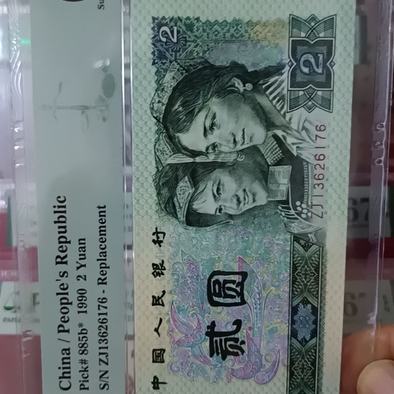 China / People's Republic
Pick# 885b* 1990 2 Yuan
S/N ZJ13626176 - Replacement
中国人民银行
贰圆
2
2
ZJ13626176